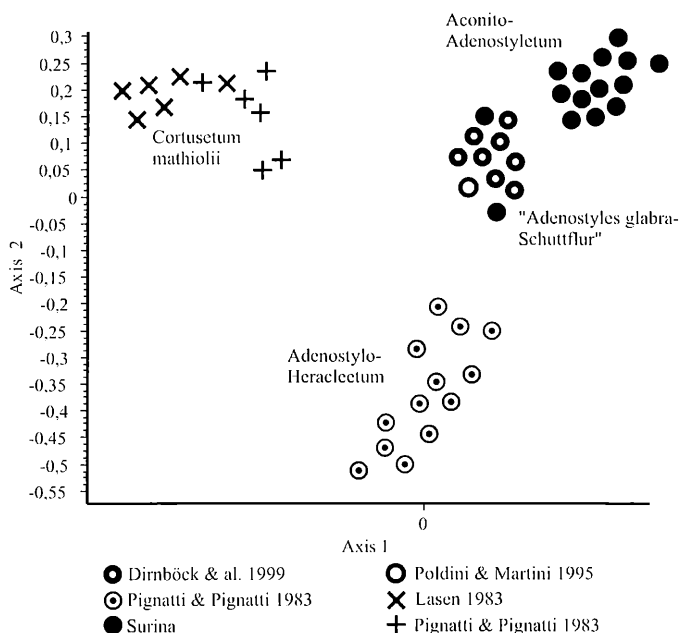 Aconito-
Adenostyletum
0,3
0,25
0,2
0,15
0,1
0,05
0
-0,05
-0,1
-0,15
-0,2
-0,25
-0,3
-0,35
-0,4
-0,45
-0,5
-0,55
Axis 2
Cortusetum
mathiolii
"Adenostyles glabra-
Schuttflur"
Adenostylo-
Heracleetum
0
Axis 1
Dirnböck & al. 1999
Pignatti & Pignatti 1983
Surina
Poldini & Martini 1995
Lasen 1983
Pignatti & Pignatti 1983